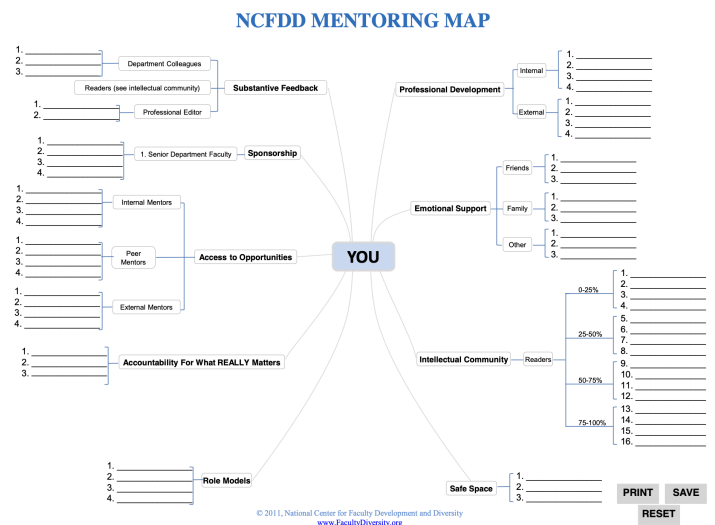 NCFDD MENTORING MAP
1.
2.
3.
Department Colleagues
Readers (see intellectual community)
1.
2.
Professional Editor
Substantive Feedback
1.
2.
3.
4.
1. Senior Department Faculty
Sponsorship
1.
2.
3.
4.
Internal Mentors
1.
2.
3.
4.
Peer
Mentors
1.
2.
3.
4.
External Mentors
Access to Opportunities
1.
2.
3.
Accountability For What REALLY Matters
1.
2.
3.
4.
Role Models
YOU
Professional Development
Internal
1.
2.
3.
4.
External
1.
2.
3.
4.
Emotional Support
Friends
1.
2.
3.
Family
1.
2.
3.
Other
1.
2.
3.
Intellectual Community
Readers
0-25%
1.
2.
3.
4.
25-50%
5.
6.
7.
8.
50-75%
9.
10.
11.
12.
75-100%
13.
14.
15.
16.
Safe Space
1.
2.
3.
PRINT
SAVE
RESET
© 2011, National Center for Faculty Development and Diversity
www.FacultyDiversity.org